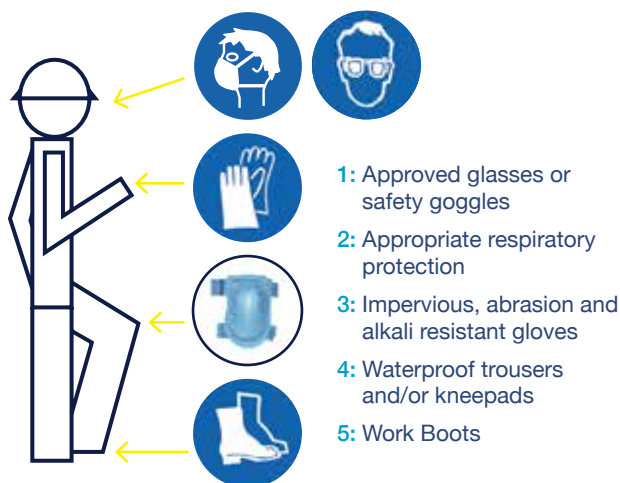 1: Approved glasses or
safety goggles
2: Appropriate respiratory
protection
3: Impervious, abrasion and
alkali resistant gloves
4: Waterproof trousers
and/or kneepads
5: Work Boots